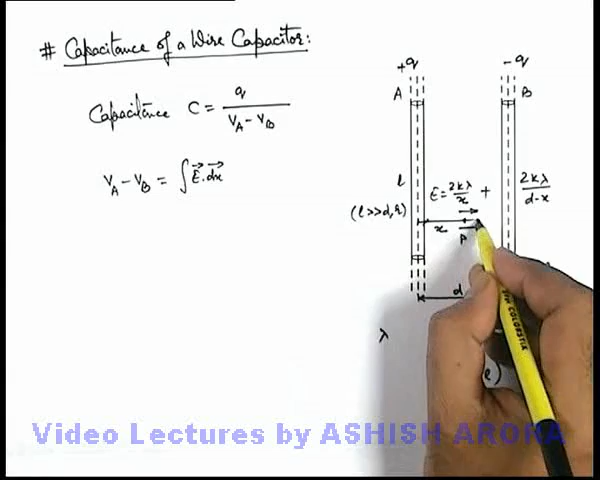 # Capacitance of a Wire Capacitor:
+q
-q
A
B
Capacitance C = q / (V_A - V_B)
V_A - V_B = ∫ E⃗ . dx⃗
l
E = 2kλ/x + 2kλ/(d-x)
(l >> d, r)
x
P
d
λ
Video Lectures by ASHISH ARORA